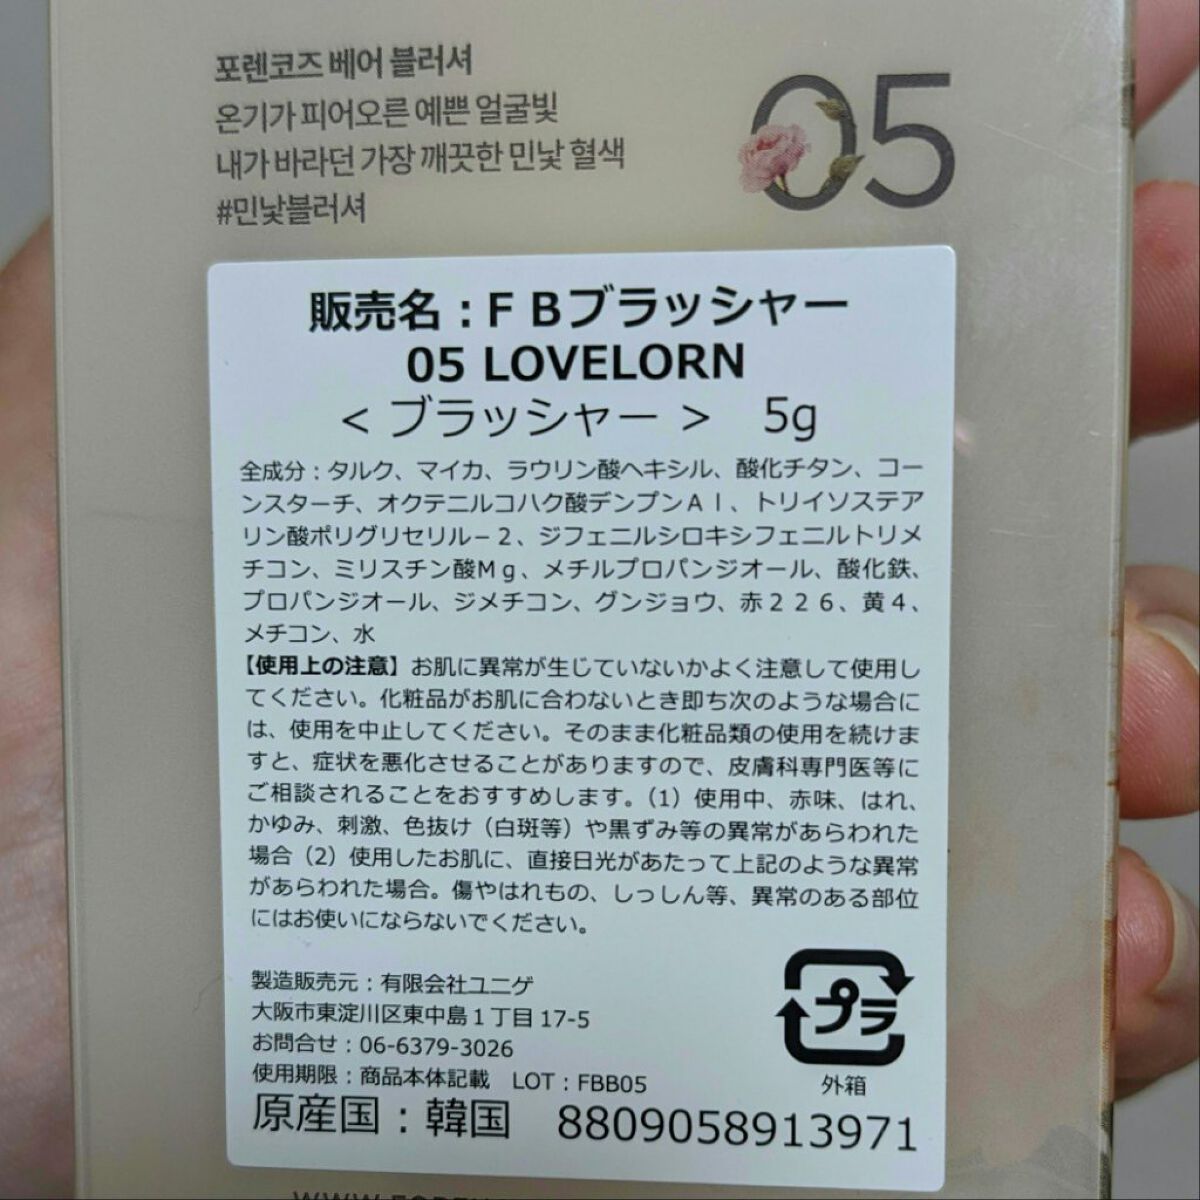 포렌코즈 베어 블러셔
온기가 피어오른 예쁜 얼굴빛
내가 바라던 가장 깨끗한 민낯 혈색
#민낯블러셔
05
販売名：ＦＢブラッシャー
05 LOVELORN
＜ブラッシャー＞　5g
全成分：タルク、マイカ、ラウリン酸ヘキシル、酸化チタン、コー
ンスターチ、オクテニルコハク酸デンプンＡｌ、トリイソステア
リン酸ポリグリセリル－２、ジフェニルシロキシフェニルトリメ
チコン、ミリスチン酸Ｍｇ、メチルプロパンジオール、酸化鉄、
プロパンジオール、ジメチコン、グンジョウ、赤２２６、黄４、
メチコン、水
【使用上の注意】お肌に異常が生じていないかよく注意して使用し
てください。化粧品がお肌に合わないとき即ち次のような場合に
は、使用を中止してください。そのまま化粧品類の使用を続けま
すと、症状を悪化させることがありますので、皮膚科専門医等に
ご相談されることをおすすめします。（1）使用中、赤味、はれ、
かゆみ、刺激、色抜け（白斑等）や黒ずみ等の異常があらわれた
場合（2）使用したお肌に、直接日光があたって上記のような異常
があらわれた場合。傷やはれもの、しっしん等、異常のある部位
にはお使いにならないでください。
製造販売元：有限会社ユニゲ
大阪市東淀川区東中島１丁目17-5
お問合せ：06-6379-3026
使用期限：商品本体記載　LOT：FBB05
プラ
外箱
原産国：韓国　8809058913971